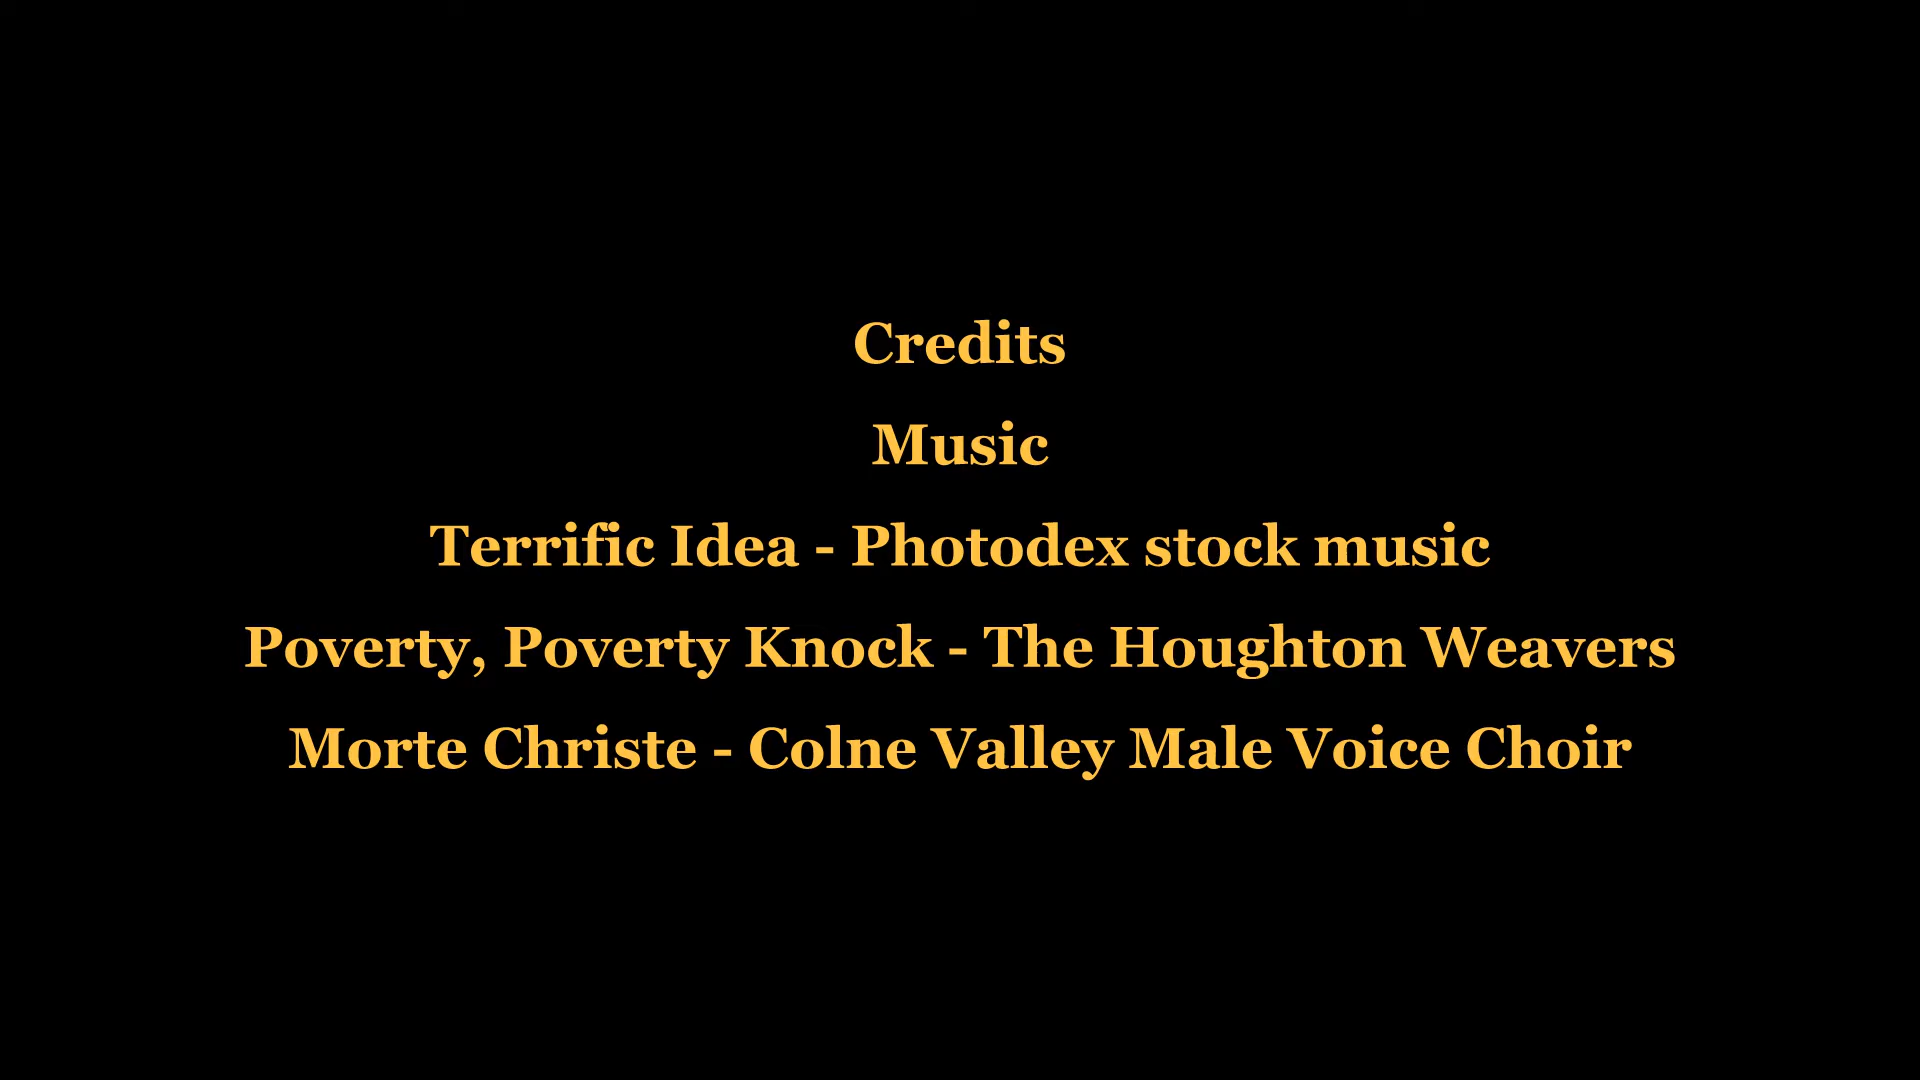 Credits
Music
Terrific Idea - Photodex stock music
Poverty, Poverty Knock - The Houghton Weavers
Morte Christe - Colne Valley Male Voice Choir